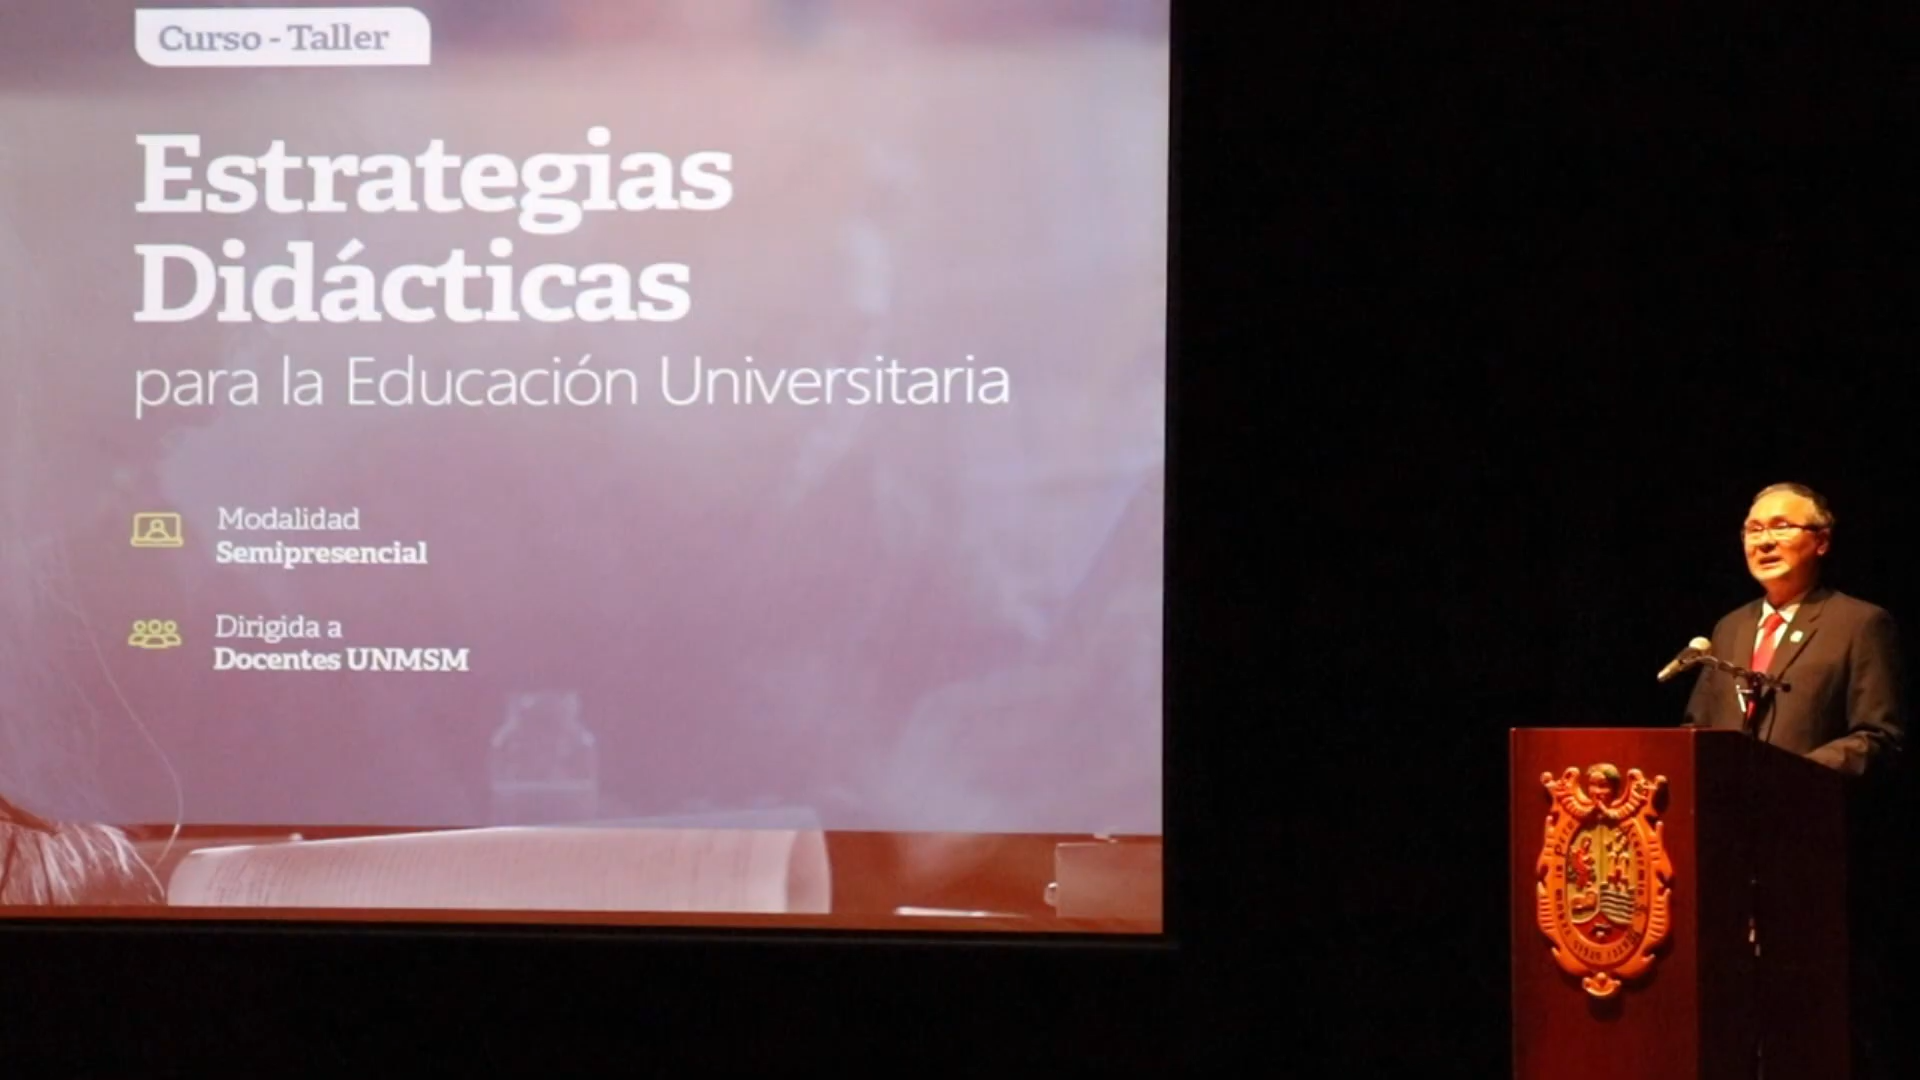 Curso - Taller
Estrategias
Didácticas
para la Educación Universitaria
Modalidad
Semipresencial
Dirigida a
Docentes UNMSM